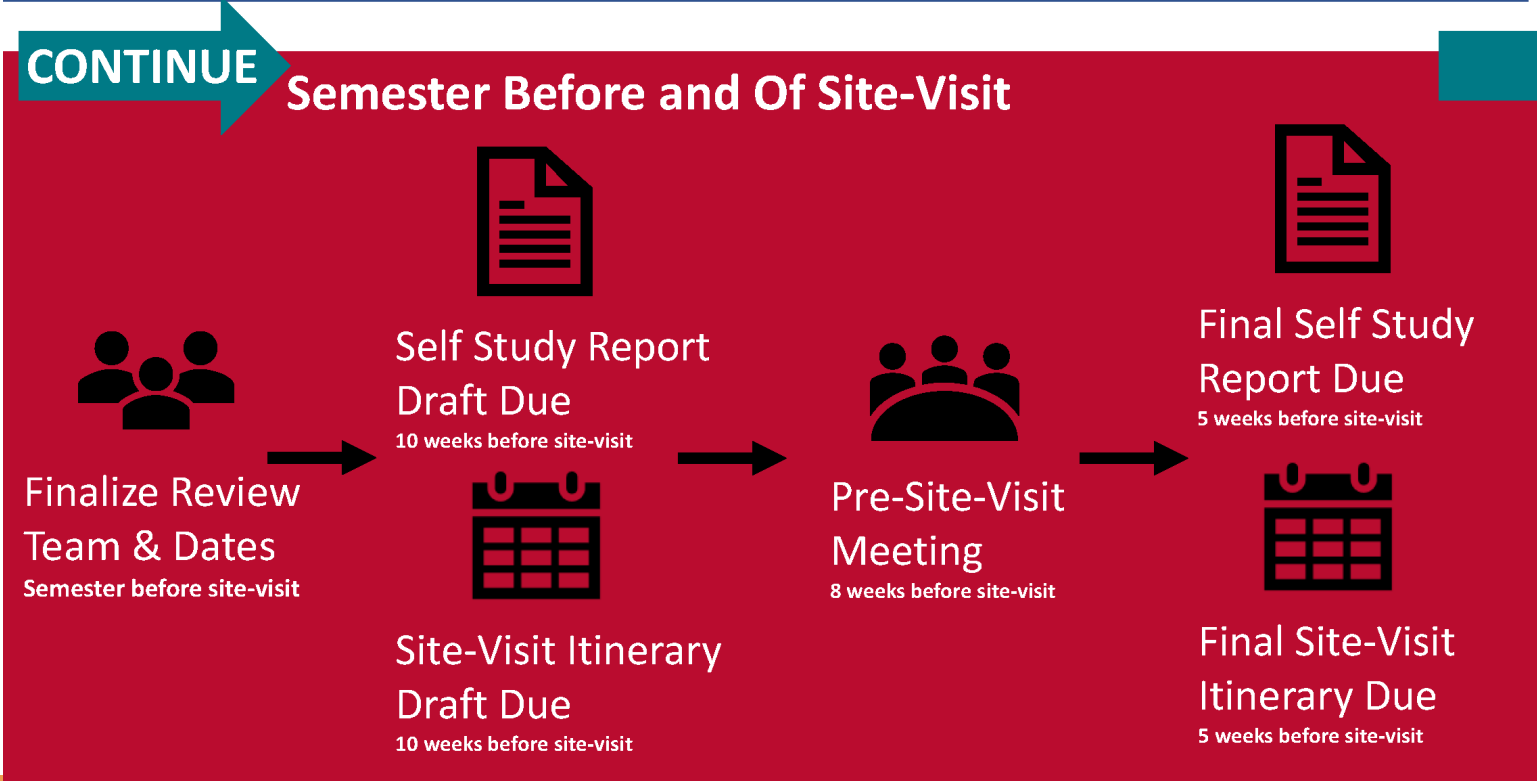 CONTINUE
Semester Before and Of Site-Visit
Finalize Review
Team & Dates
Semester before site-visit
Self Study Report
Draft Due
10 weeks before site-visit
Site-Visit Itinerary
Draft Due
10 weeks before site-visit
Pre-Site-Visit
Meeting
8 weeks before site-visit
Final Self Study
Report Due
5 weeks before site-visit
Final Site-Visit
Itinerary Due
5 weeks before site-visit